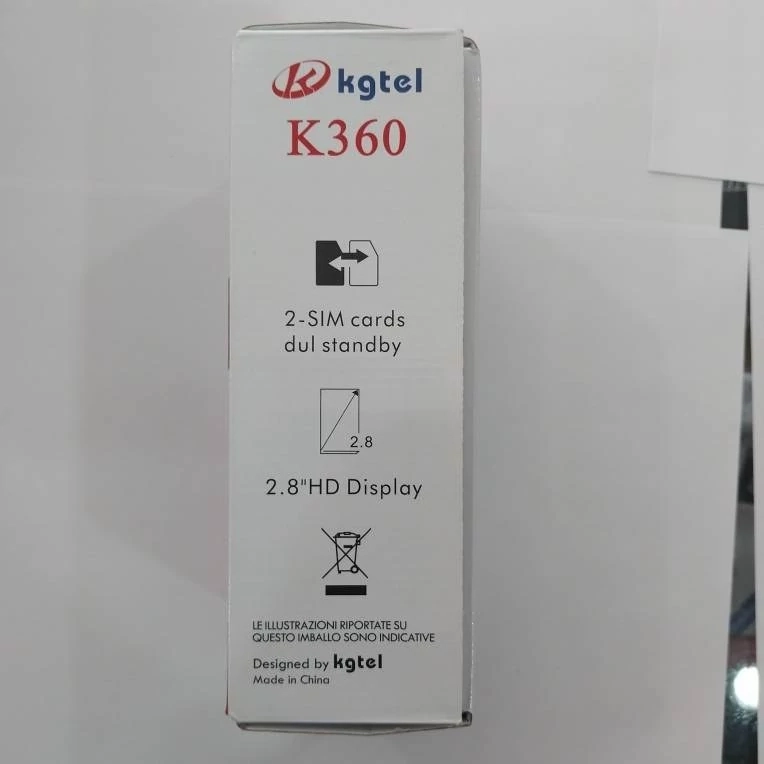 kgtel
K360
2-SIM cards
dul standby
2.8
2.8"HD Display
LE ILLUSTRAZIONI RIPORTATE SU
QUESTO IMBALLO SONO INDICATIVE
Designed by kgtel
Made in China